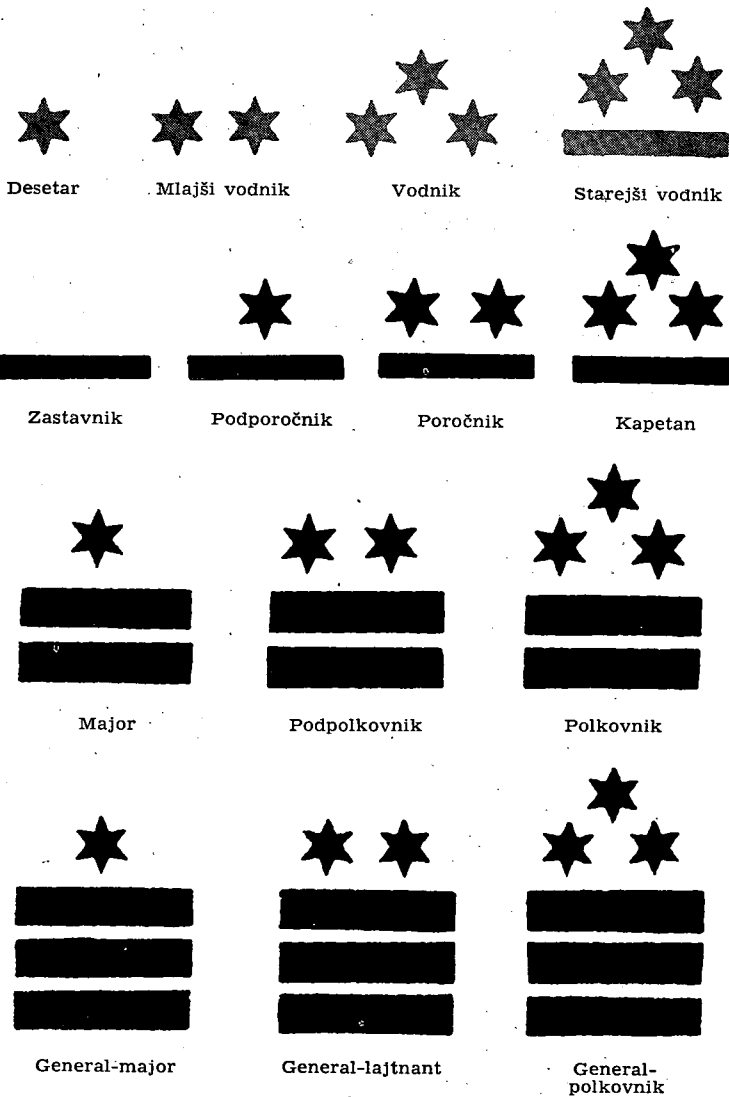 Desetar Mlajši vodnik Vodnik Starejši vodnik
Zastavnik Podporočnik Poročnik Kapetan
Major Podpolkovnik Polkovnik
General-major General-lajtnant General-
polkovnik